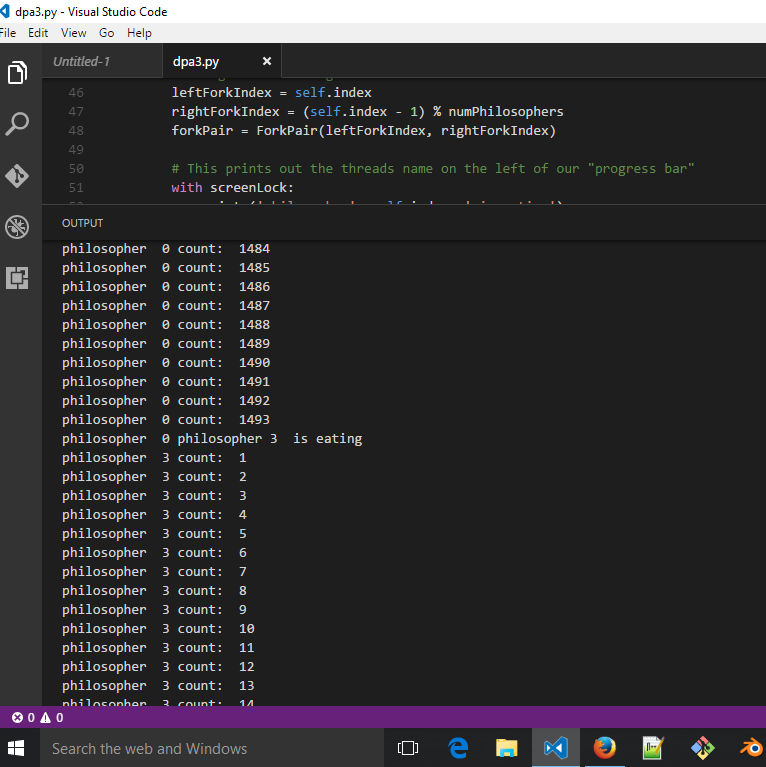 dpa3.py - Visual Studio Code
File Edit View Go Help
Untitled-1 dpa3.py ×
46 leftForkIndex = self.index
47 rightForkIndex = (self.index - 1) % numPhilosophers
48 forkPair = ForkPair(leftForkIndex, rightForkIndex)
49
50 # This prints out the threads name on the left of our "progress bar"
51 with screenLock:
OUTPUT
philosopher  0 count:  1484
philosopher  0 count:  1485
philosopher  0 count:  1486
philosopher  0 count:  1487
philosopher  0 count:  1488
philosopher  0 count:  1489
philosopher  0 count:  1490
philosopher  0 count:  1491
philosopher  0 count:  1492
philosopher  0 count:  1493
philosopher  0 philosopher 3  is eating
philosopher  3 count:  1
philosopher  3 count:  2
philosopher  3 count:  3
philosopher  3 count:  4
philosopher  3 count:  5
philosopher  3 count:  6
philosopher  3 count:  7
philosopher  3 count:  8
philosopher  3 count:  9
philosopher  3 count:  10
philosopher  3 count:  11
philosopher  3 count:  12
philosopher  3 count:  13
philosopher  3 count:  14
0 0
Search the web and Windows